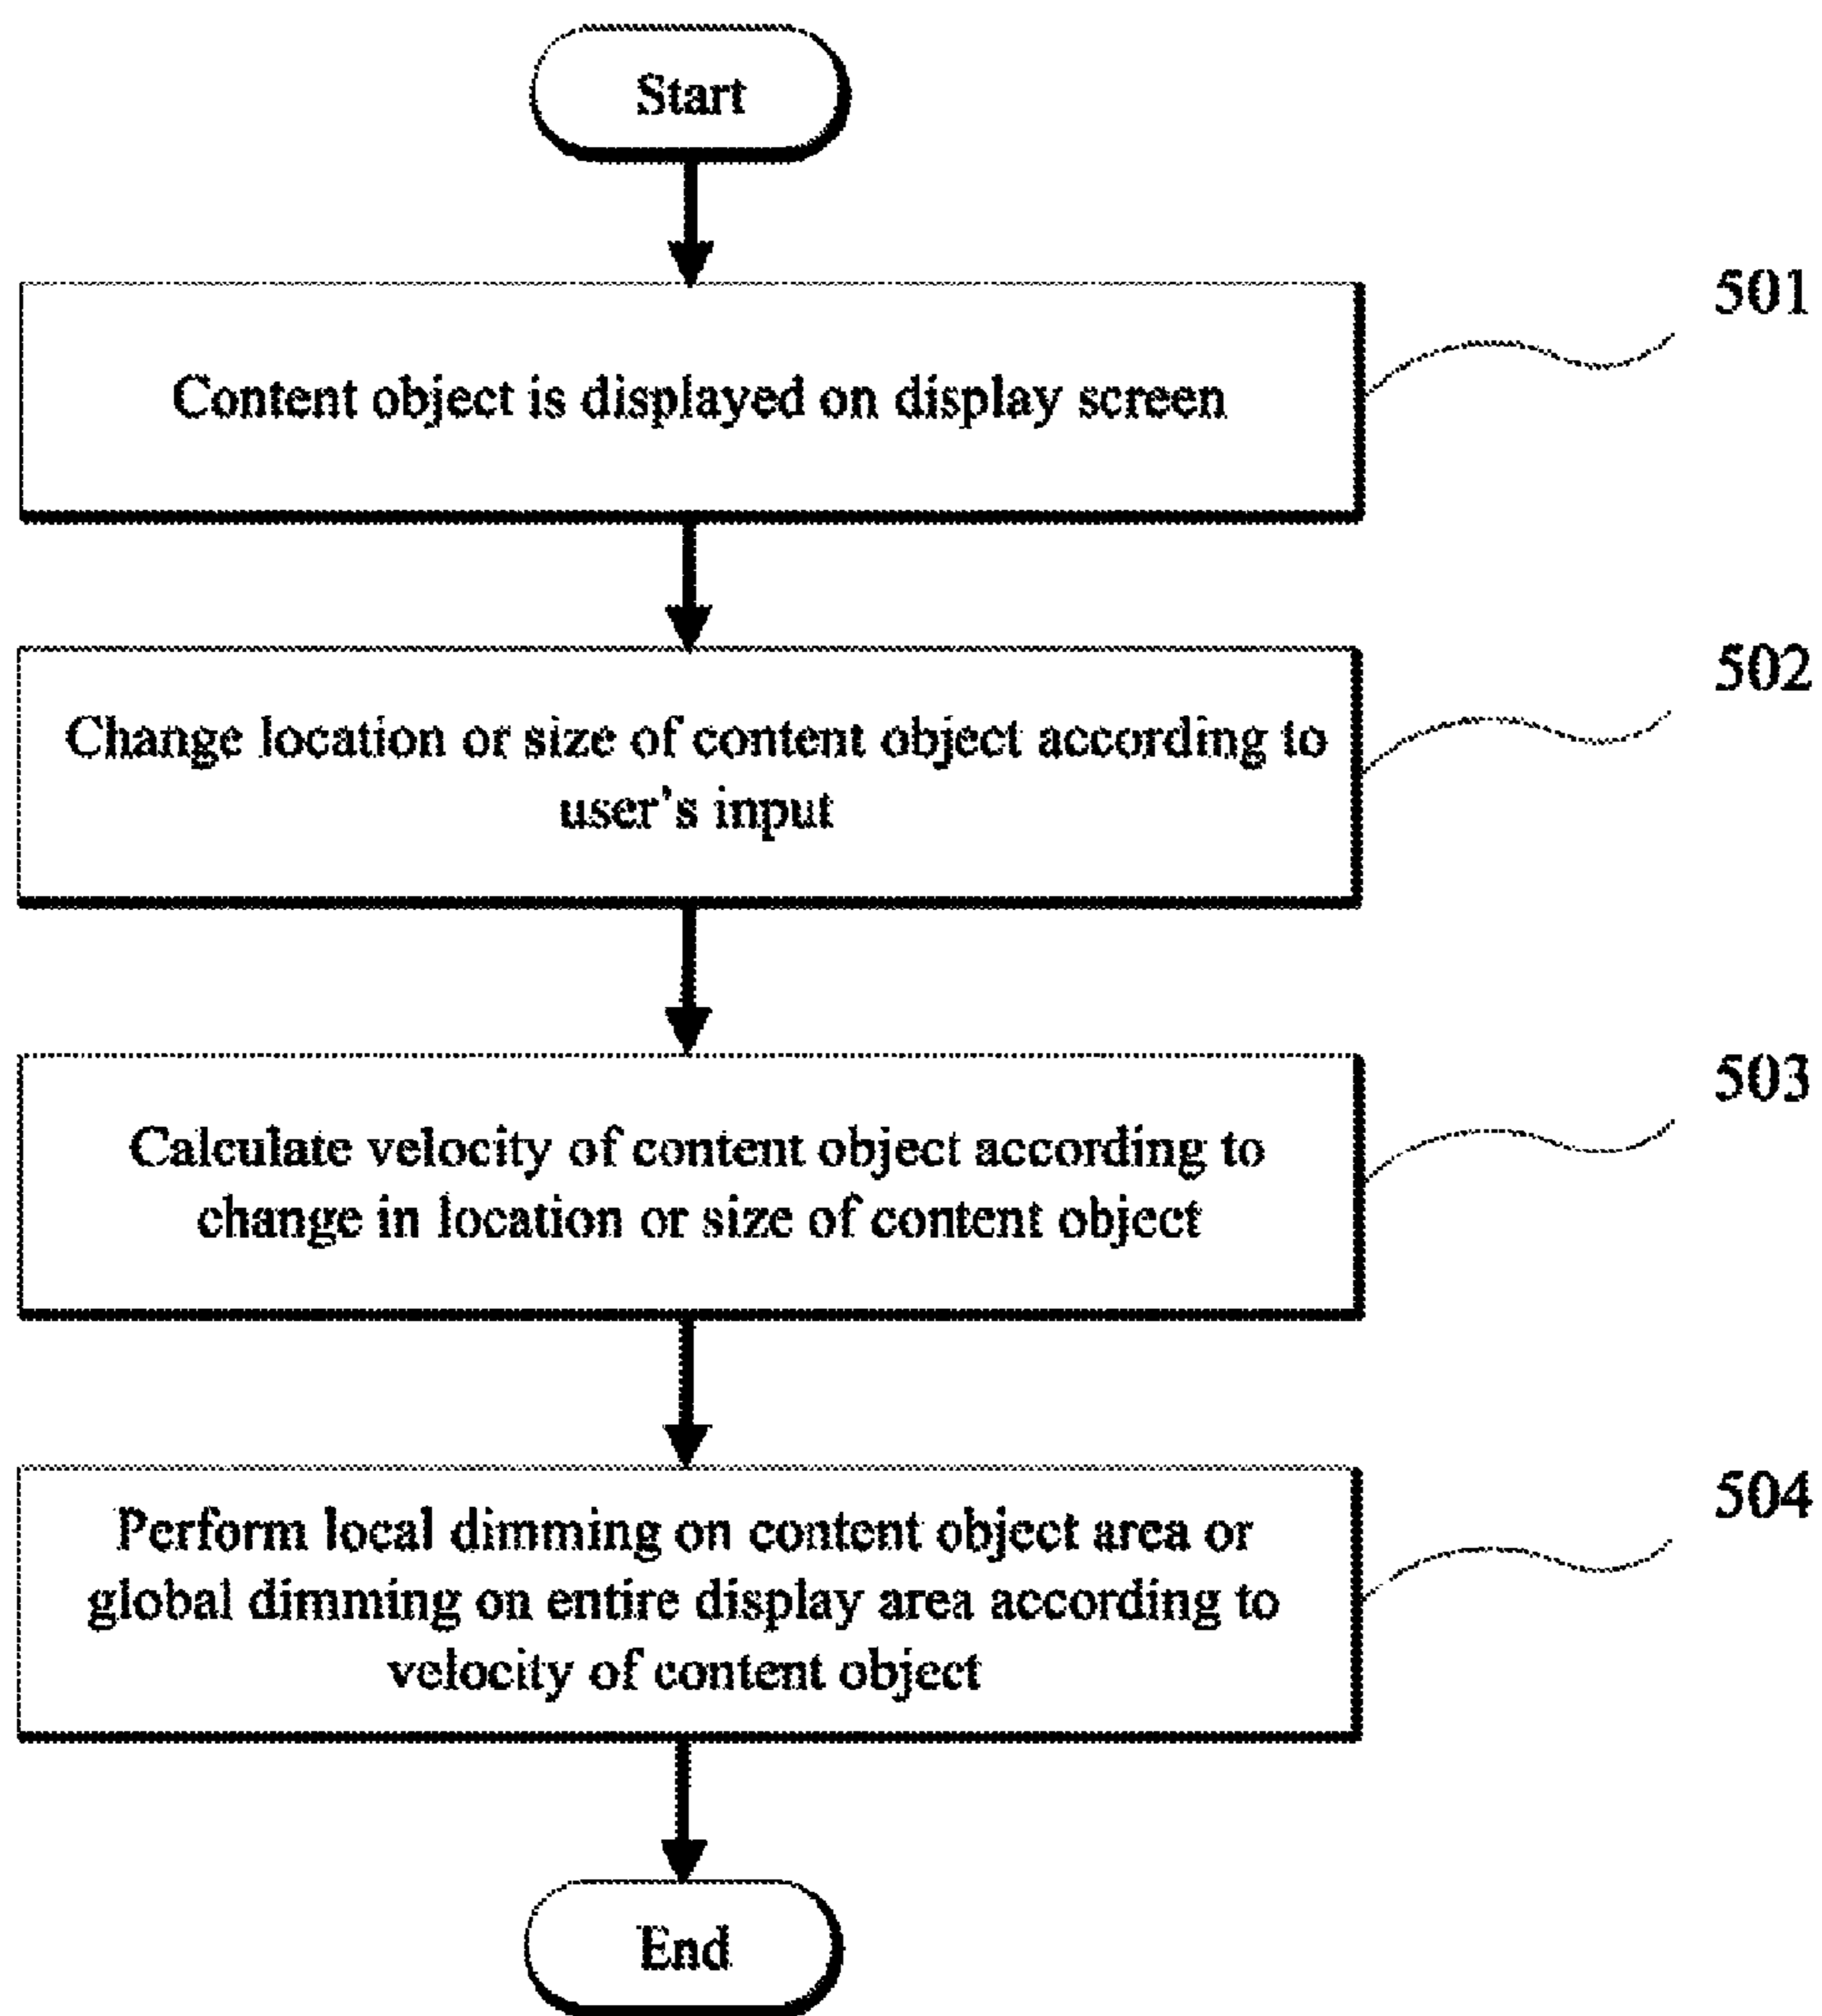 Start
501
Content object is displayed on display screen
502
Change location or size of content object according to
user's input
503
Calculate velocity of content object according to
change in location or size of content object
504
Perform local dimming on content object area or
global dimming on entire display area according to
velocity of content object
End